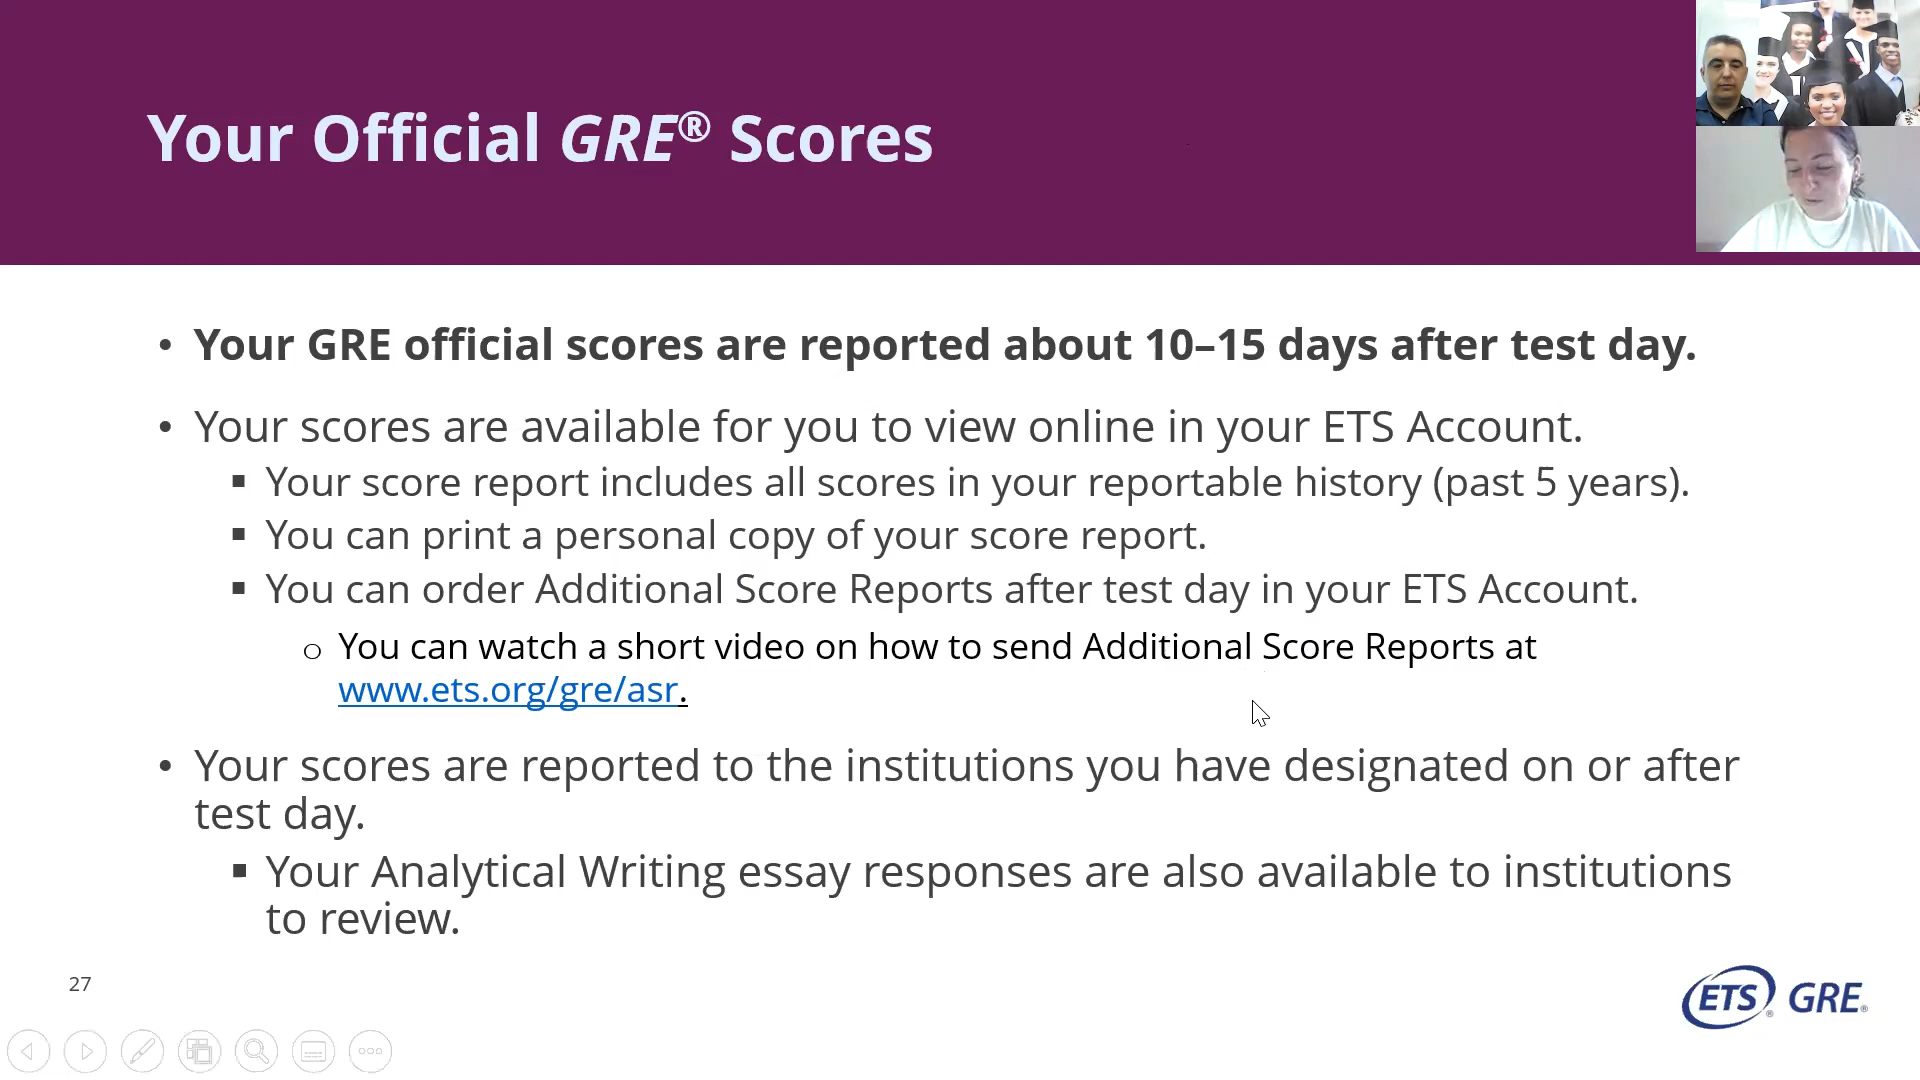 Your Official GRE® Scores
• Your GRE official scores are reported about 10–15 days after test day.
• Your scores are available for you to view online in your ETS Account.
▪ Your score report includes all scores in your reportable history (past 5 years).
▪ You can print a personal copy of your score report.
▪ You can order Additional Score Reports after test day in your ETS Account.
o You can watch a short video on how to send Additional Score Reports at
www.ets.org/gre/asr.
• Your scores are reported to the institutions you have designated on or after
test day.
▪ Your Analytical Writing essay responses are also available to institutions
to review.
27
ETS® GRE®